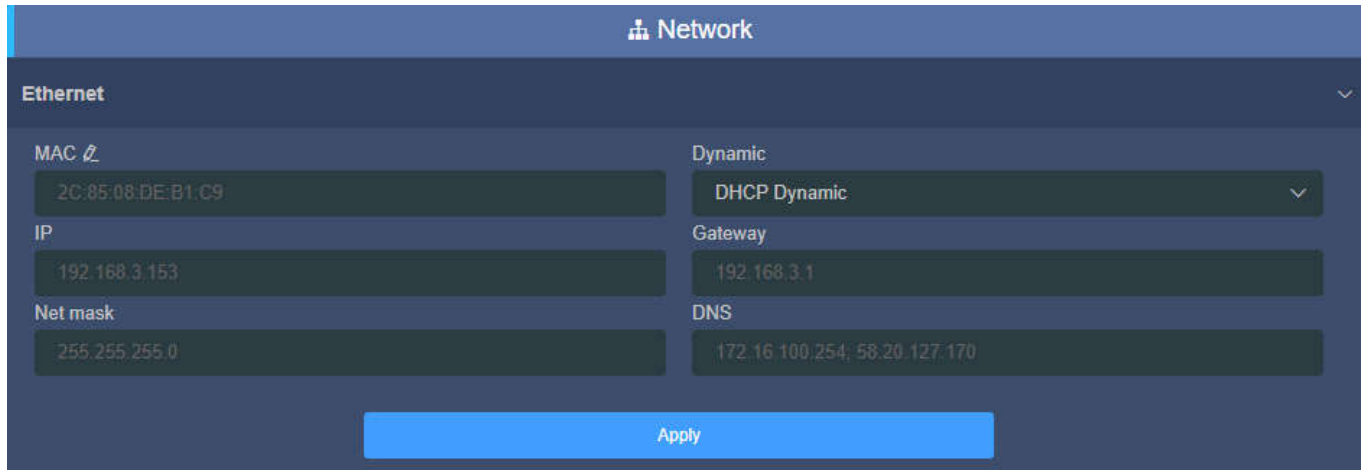 Network
Ethernet
MAC
2C:85:08:DE:B1:C9
Dynamic
DHCP Dynamic
IP
192.168.3.153
Gateway
192.168.3.1
Net mask
255.255.255.0
DNS
172.16.100.254; 58.20.127.170
Apply